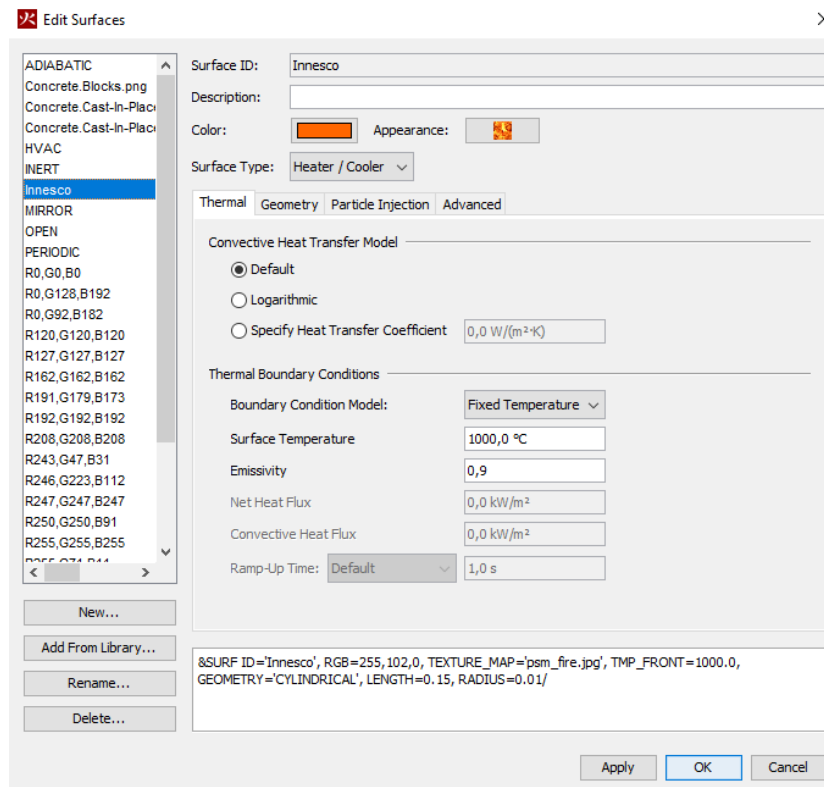 火 Edit Surfaces
ADIABATIC
Concrete.Blocks.png
Concrete.Cast-In-Place
Concrete.Cast-In-Place
HVAC
INERT
Innesco
MIRROR
OPEN
PERIODIC
R0,G0,B0
R0,G128,B192
R0,G92,B182
R120,G120,B120
R127,G127,B127
R162,G162,B162
R191,G179,B173
R192,G192,B192
R208,G208,B208
R243,G47,B31
R246,G223,B112
R247,G247,B247
R250,G250,B91
R255,G255,B255
New...
Add From Library...
Rename...
Delete...
Surface ID: Innesco
Description:
Color: Appearance:
Surface Type: Heater / Cooler
Thermal Geometry Particle Injection Advanced
Convective Heat Transfer Model
Default
Logarithmic
Specify Heat Transfer Coefficient 0,0 W/(m²·K)
Thermal Boundary Conditions
Boundary Condition Model: Fixed Temperature
Surface Temperature 1000,0 °C
Emissivity 0,9
Net Heat Flux 0,0 kW/m²
Convective Heat Flux 0,0 kW/m²
Ramp-Up Time: Default 1,0 s
&SURF ID='Innesco', RGB=255,102,0, TEXTURE_MAP='psm_fire.jpg', TMP_FRONT=1000.0,
GEOMETRY='CYLINDRICAL', LENGTH=0.15, RADIUS=0.01/
Apply OK Cancel